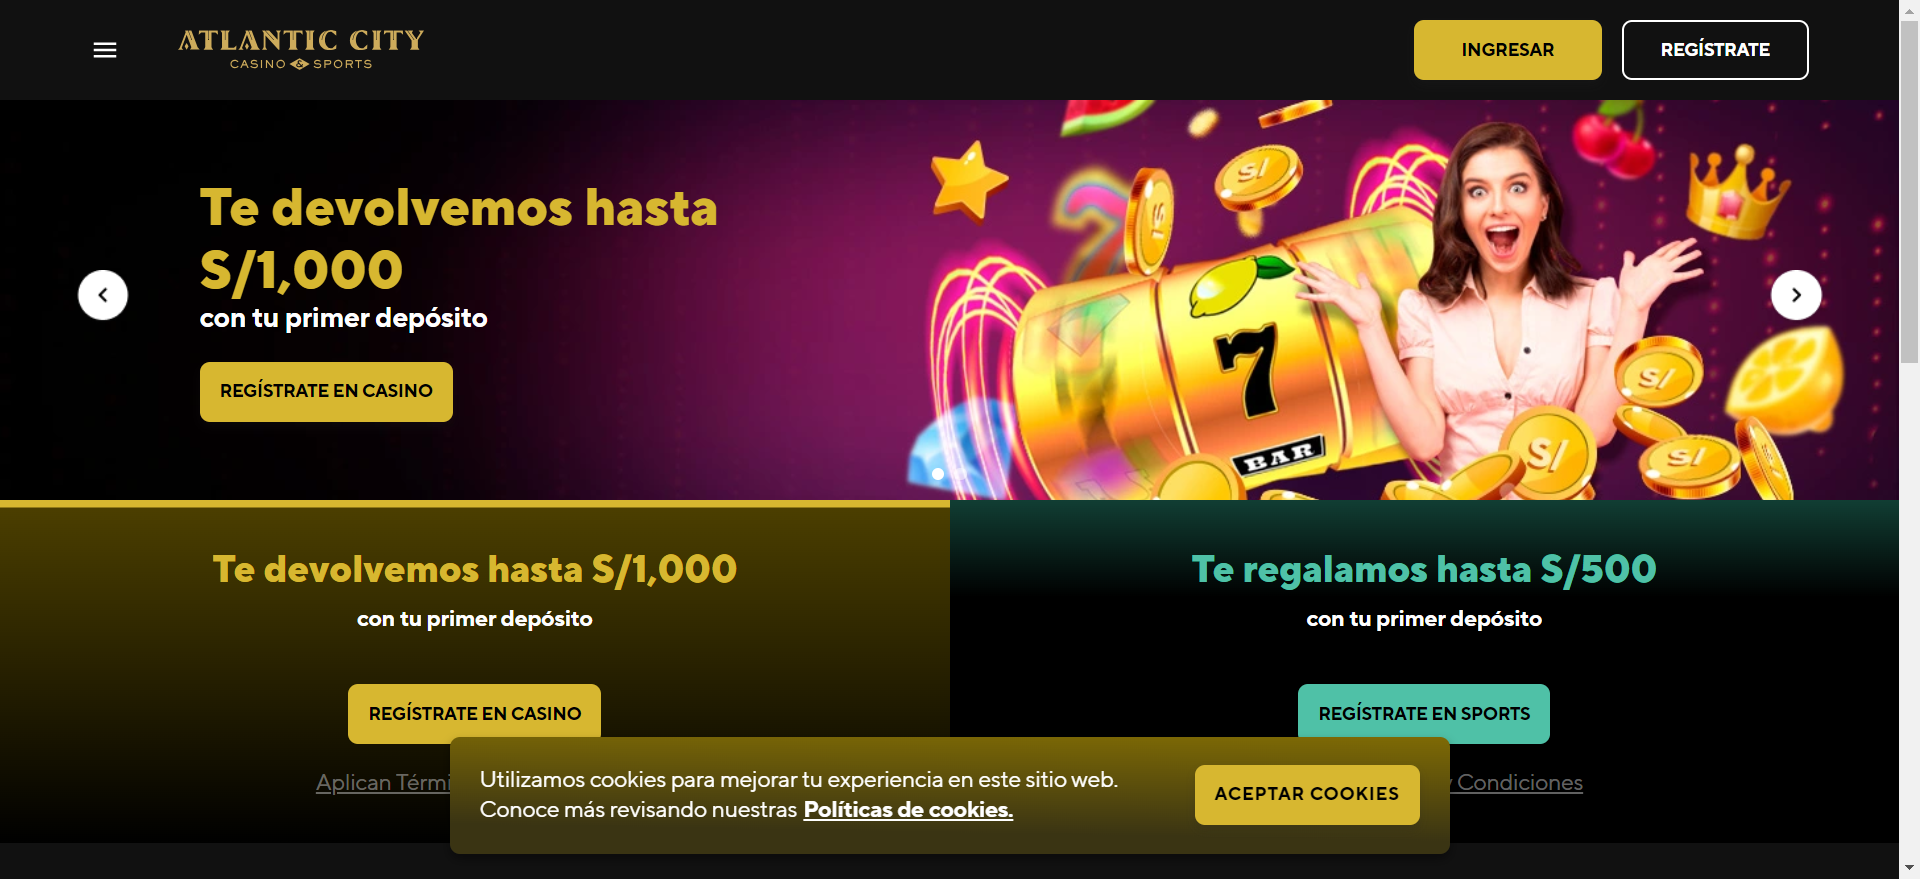 ATLANTIC CITY
CASINO & SPORTS
INGRESAR
REGÍSTRATE
Te devolvemos hasta
S/1,000
con tu primer depósito
REGÍSTRATE EN CASINO
S/
S/
7
BAR
S/
S/
S/
Te devolvemos hasta S/1,000
con tu primer depósito
REGÍSTRATE EN CASINO
Aplican
Te regalamos hasta S/500
con tu primer depósito
REGÍSTRATE EN SPORTS
y Condiciones
Utilizamos cookies para mejorar tu experiencia en este sitio web.
Conoce más revisando nuestras Políticas de cookies.
ACEPTAR COOKIES